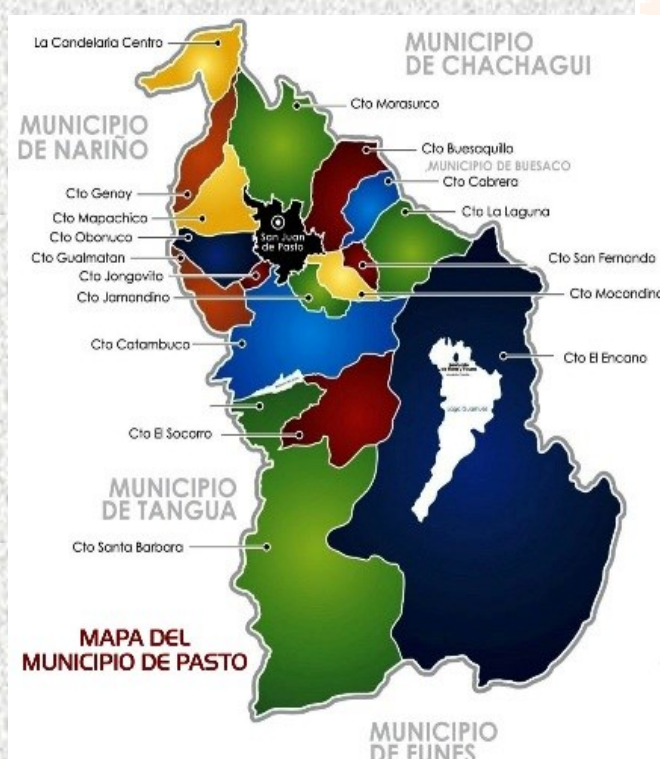 La Candelaria Centro
MUNICIPIO
DE CHACHAGUI
Cto Morasurco
MUNICIPIO
DE NARIÑO
Cto Buesaquillo
MUNICIPIO DE BUESACO
Cto Cabrera
Cto Genay
Cto La Laguna
Cto Mapachico
Cto Obonuco
San Juan
de Pasto
Cto Gualmatan
Cto San Fernando
Cto Jongovito
Cto Jamondino
Cto Mocondino
Cto Catambuco
Cto El Encano
Cto El Socorro
MUNICIPIO
DE TANGUA
Cto Santa Barbara
MAPA DEL
MUNICIPIO DE PASTO
MUNICIPIO
DE FUNES